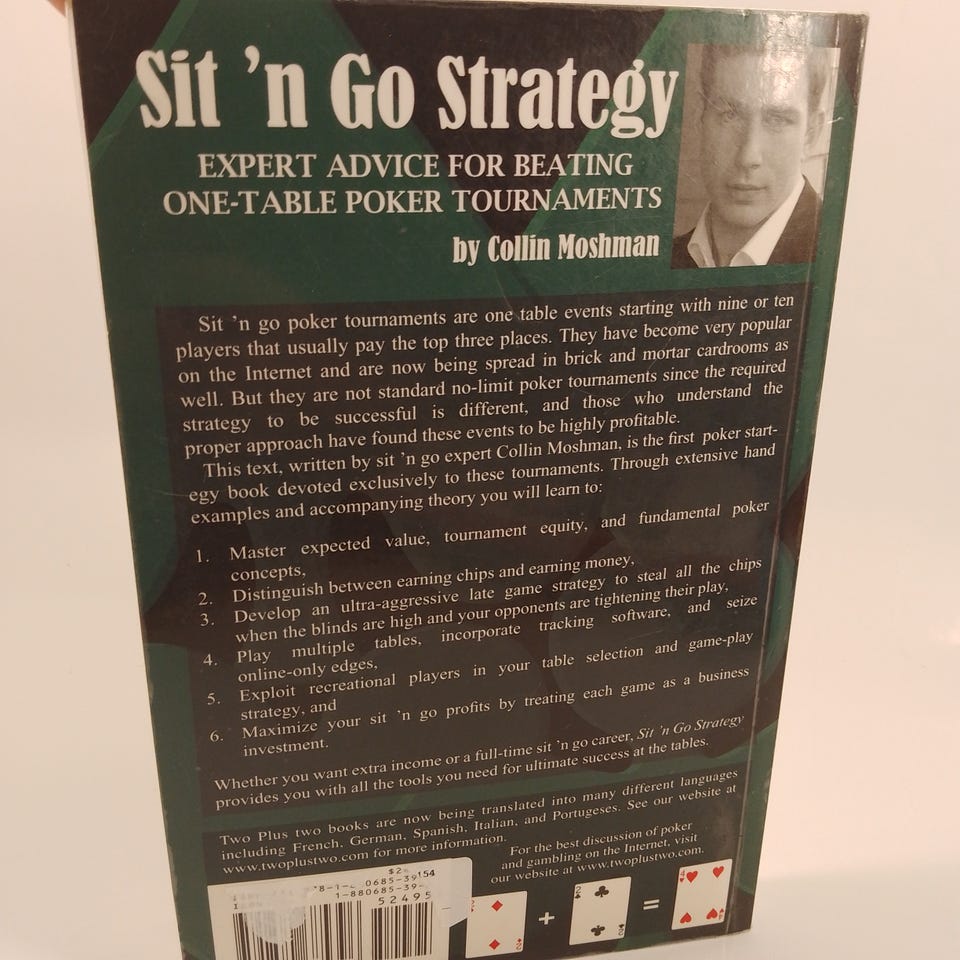 Sit 'n Go Strategy
EXPERT ADVICE FOR BEATING
ONE-TABLE POKER TOURNAMENTS
by Collin Moshman
Sit 'n go poker tournaments are one table events starting with nine or ten
players that usually pay the top three places. They have become very popular
on the Internet and are now being spread in brick and mortar cardrooms as
well. But they are not standard no-limit poker tournaments since the required
strategy to be successful is different, and those who understand the
proper approach have found these events to be highly profitable.
This text, written by sit 'n go expert Collin Moshman, is the first poker start-
egy book devoted exclusively to these tournaments. Through extensive hand
examples and accompanying theory you will learn to:
1. Master expected value, tournament equity, and fundamental poker
concepts,
2. Distinguish between earning chips and earning money,
3. Develop an ultra-aggressive late game strategy to steal all the chips
when the blinds are high and your opponents are tightening their play,
4. Play multiple tables, incorporate tracking software, and seize
online-only edges,
5. Exploit recreational players in your table selection and game-play
strategy, and
6. Maximize your sit 'n go profits by treating each game as a business
investment.
Whether you want extra income or a full-time sit 'n go career, Sit 'n Go Strategy
provides you with all the tools you need for ultimate success at the tables.
Two Plus two books are now being translated into many different languages
including French, German, Spanish, Italian, and Portugeses. See our website at
www.twoplustwo.com for more information.
For the best discussion of poker
and gambling on the Internet, visit
our website at www.twoplustwo.com.
0685-39154
1-880685-39-
52495
2 + 2 = 4